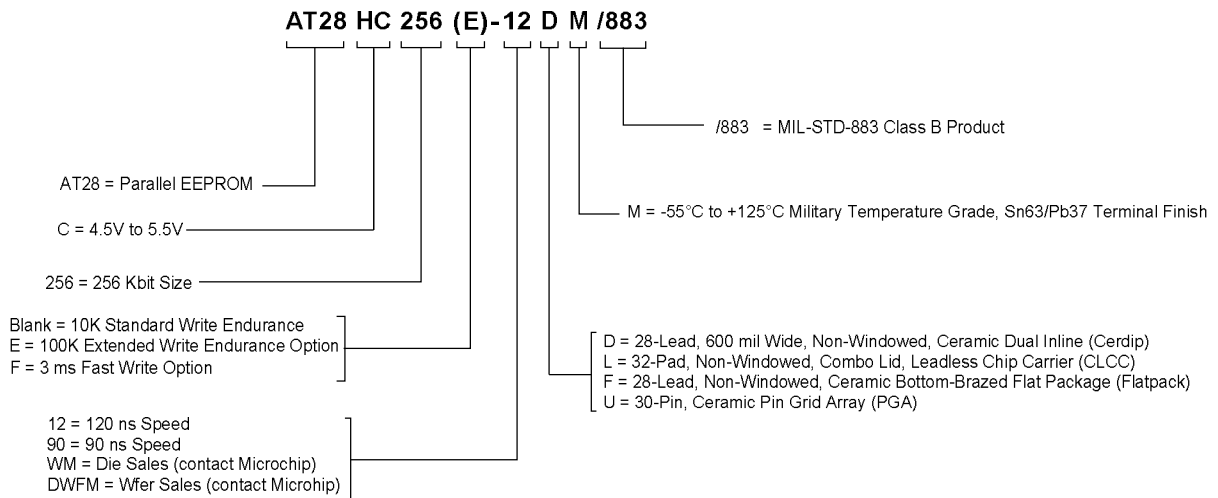 AT28 HC 256 (E)-12 D M /883
/883 = MIL-STD-883 Class B Product
AT28 = Parallel EEPROM
M = -55°C to +125°C Military Temperature Grade, Sn63/Pb37 Terminal Finish
C = 4.5V to 5.5V
256 = 256 Kbit Size
Blank = 10K Standard Write Endurance
E = 100K Extended Write Endurance Option
F = 3 ms Fast Write Option
D = 28-Lead, 600 mil Wide, Non-Windowed, Ceramic Dual Inline (Cerdip)
L = 32-Pad, Non-Windowed, Combo Lid, Leadless Chip Carrier (CLCC)
F = 28-Lead, Non-Windowed, Ceramic Bottom-Brazed Flat Package (Flatpack)
U = 30-Pin, Ceramic Pin Grid Array (PGA)
12 = 120 ns Speed
90 = 90 ns Speed
WM = Die Sales (contact Microchip)
DWFM = Wfer Sales (contact Microchip)